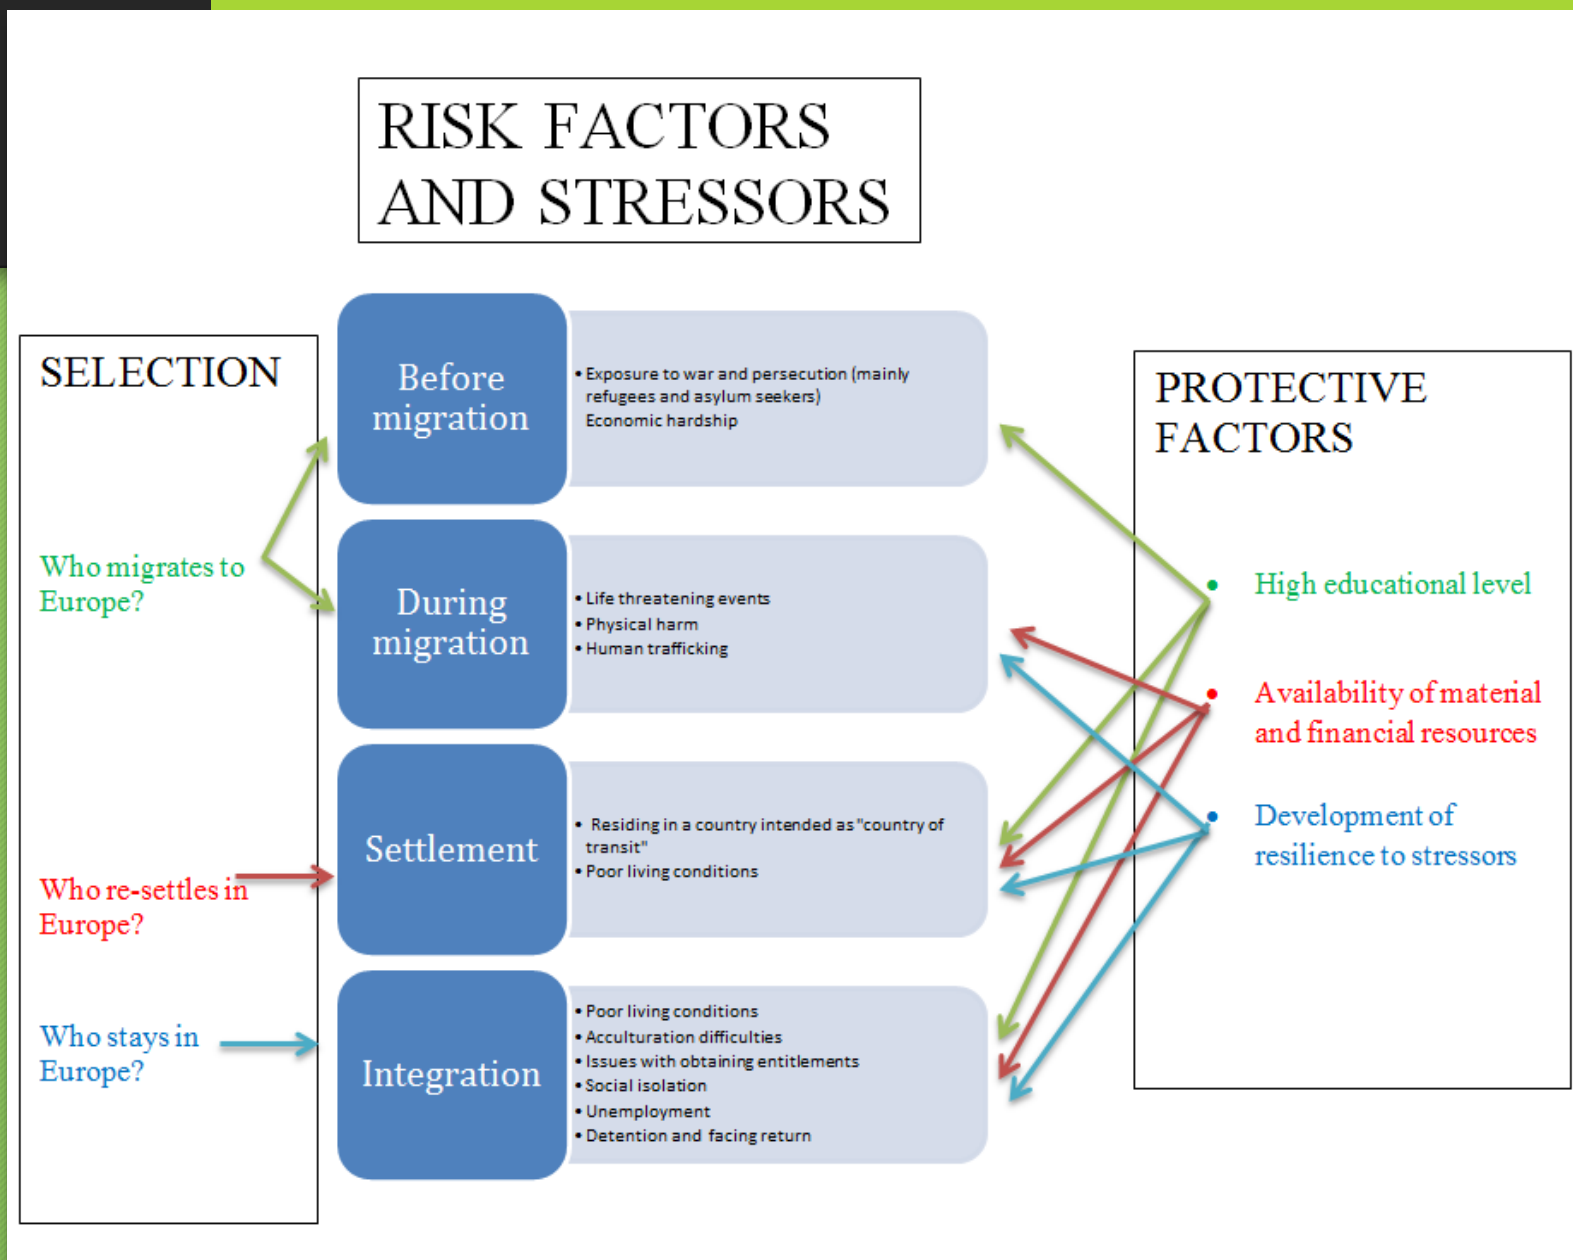 RISK FACTORS
AND STRESSORS
SELECTION
Who migrates to
Europe?
Who re-settles in
Europe?
Who stays in
Europe?
Before
migration
• Exposure to war and persecution (mainly
refugees and asylum seekers)
Economic hardship
During
migration
• Life threatening events
• Physical harm
• Human trafficking
Settlement
• Residing in a country intended as "country of
transit"
• Poor living conditions
Integration
• Poor living conditions
• Acculturation difficulties
• Issues with obtaining entitlements
• Social isolation
• Unemployment
• Detention and facing return
PROTECTIVE
FACTORS
• High educational level
• Availability of material
and financial resources
• Development of
resilience to stressors